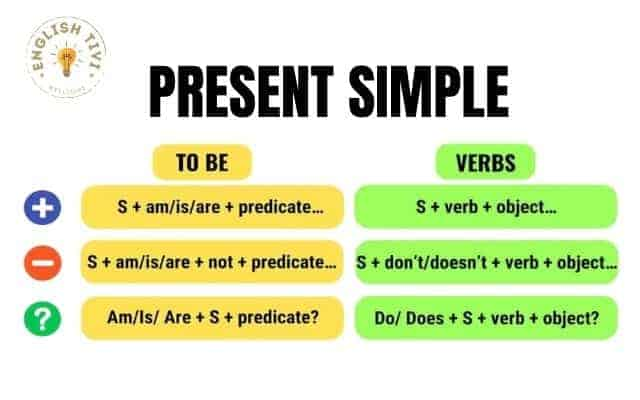 ENGLISH TIVI
WELCOME
PRESENT SIMPLE
TO BE
VERBS
S + am/is/are + predicate...
S + verb + object...
S + am/is/are + not + predicate...
S + don't/doesn't + verb + object...
Am/Is/ Are + S + predicate?
Do/ Does + S + verb + object?